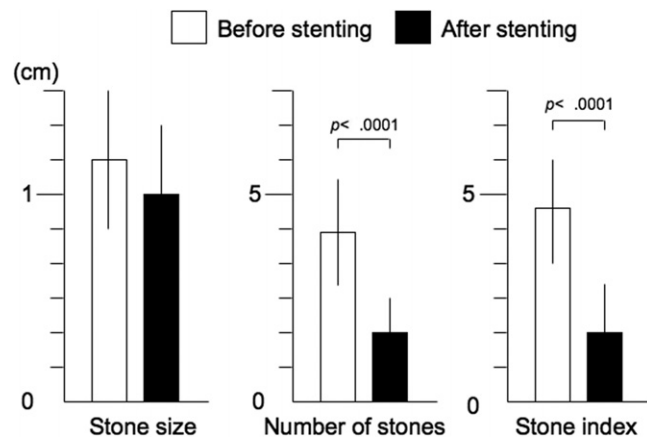 Before stenting After stenting
(cm)
p< .0001
p< .0001
1
5
5
0
0
0
Stone size
Number of stones
Stone index